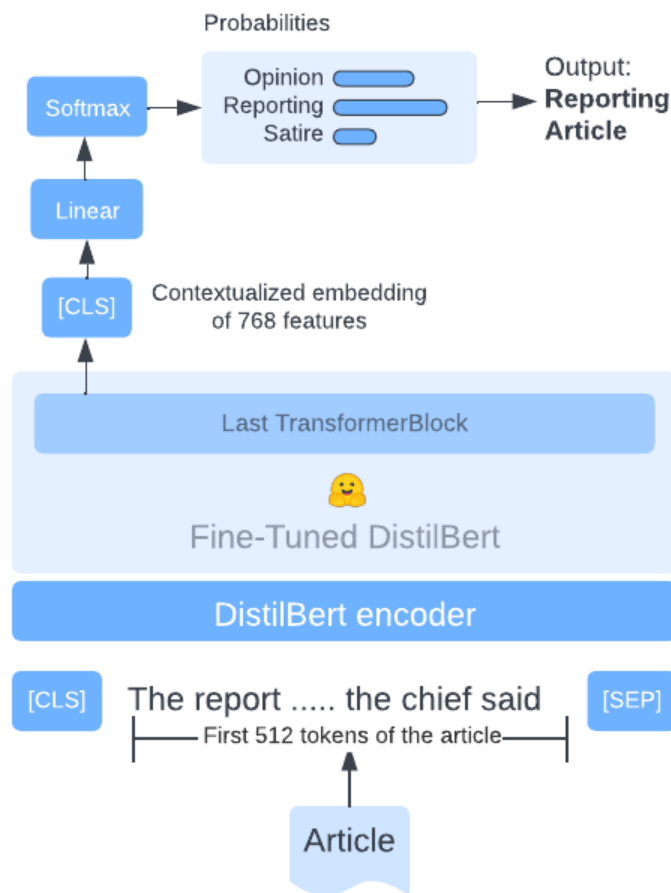 Probabilities
Opinion
Reporting
Satire
Output:
Reporting
Article
Softmax
Linear
[CLS]
Contextualized embedding
of 768 features
Last TransformerBlock
Fine-Tuned DistilBert
DistilBert encoder
[CLS]
The report ..... the chief said
[SEP]
First 512 tokens of the article
Article